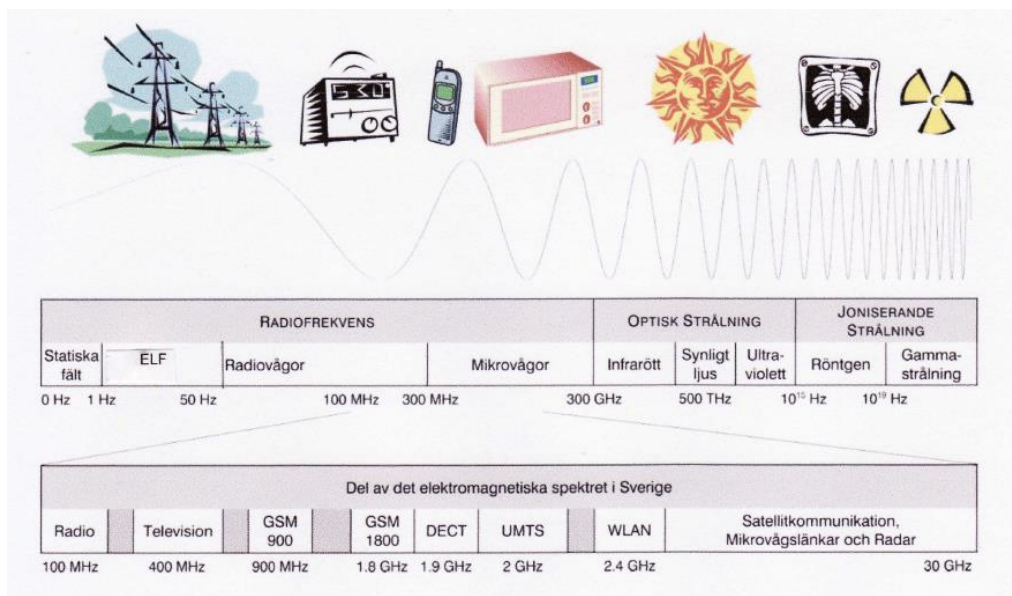 530
RADIOFREKVENS
OPTISK STRÅLNING
JONISERANDE
STRÅLNING
Statiska
fält
ELF
Radiovågor
Mikrovågor
Infrarött
Synligt
ljus
Ultra-
violett
Röntgen
Gamma-
strålning
0 Hz
1 Hz
50 Hz
100 MHz
300 MHz
300 GHz
500 THz
10¹⁵ Hz
10¹⁹ Hz
Del av det elektromagnetiska spektret i Sverige
Radio
Television
GSM
900
GSM
1800
DECT
UMTS
WLAN
Satellitkommunikation,
Mikrovågslänkar och Radar
100 MHz
400 MHz
900 MHz
1.8 GHz
1.9 GHz
2 GHz
2.4 GHz
30 GHz